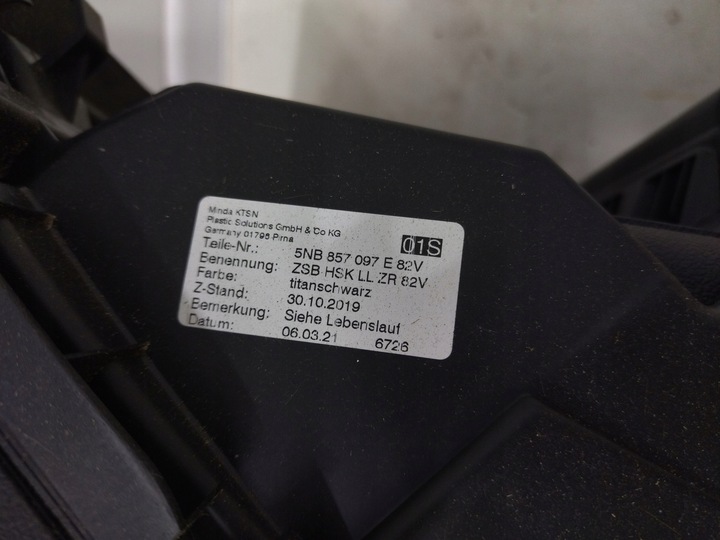 Minda KTSN
Plastic Solutions GmbH & Co KG
Germany 01796 Pirna
01S
Teile-Nr.: 5NB 857 097 E 82V
Benennung: ZSB HSK LL ZR 82V
Farbe: titanschwarz
Z-Stand: 30.10.2019
Bemerkung: Siehe Lebenslauf
Datum: 06.03.21 6726